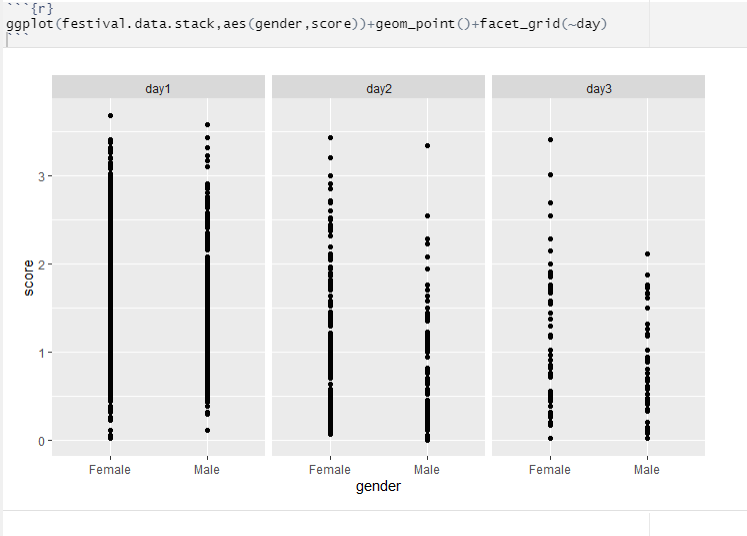 ```{r}
ggplot(festival.data.stack,aes(gender,score))+geom_point()+facet_grid(~day)
```
day1 day2 day3
3
2
1
0
score
Female Male Female Male Female Male
gender